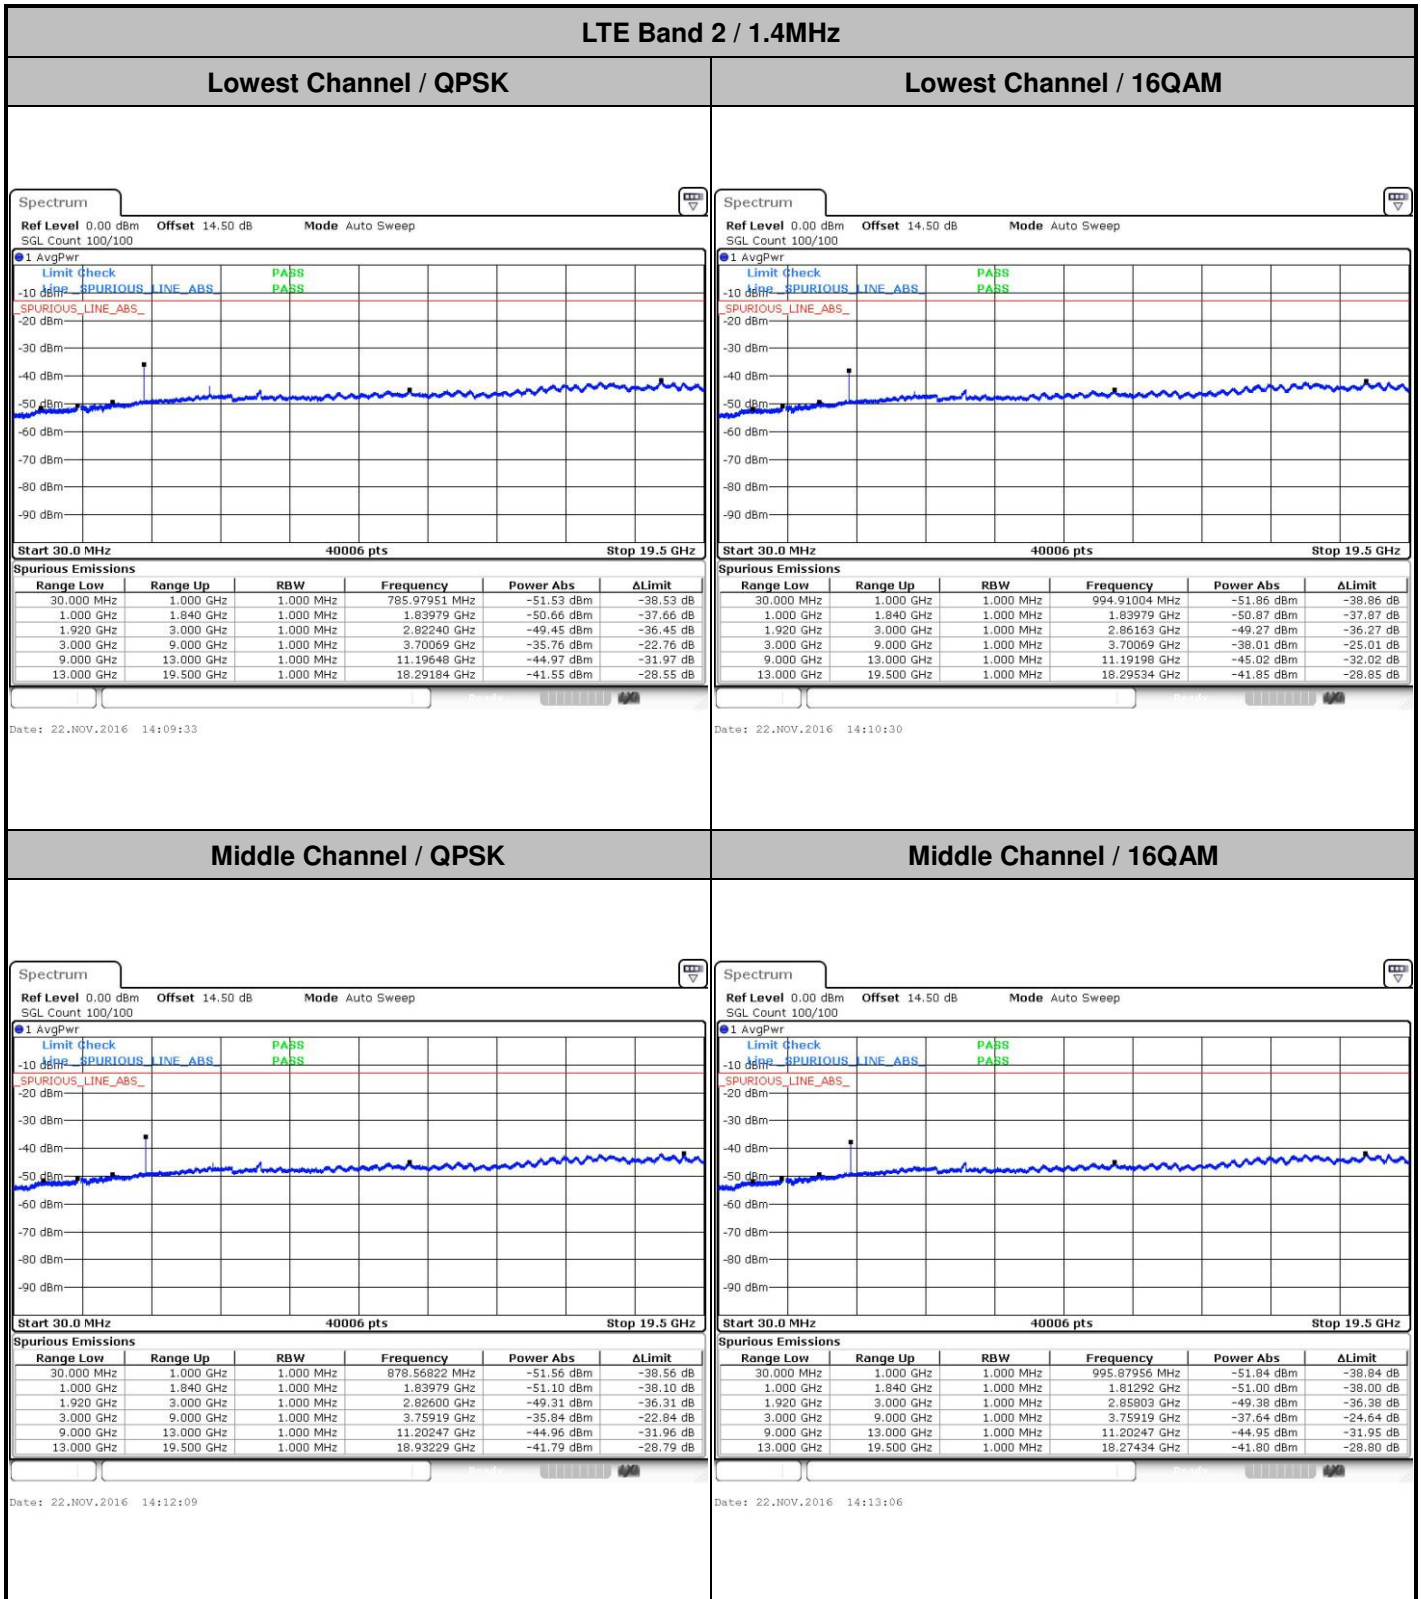 LTE Band 2 / 1.4MHz
Lowest Channel / QPSK
Lowest Channel / 16QAM
Spectrum
Ref Level 0.00 dBm Offset 14.50 dB Mode Auto Sweep
SGL Count 100/100
1 AvgPwr
Limit Check PASS
Line _SPURIOUS_LINE_ABS_ PASS
-10 dBm
_SPURIOUS_LINE_ABS_
-20 dBm
-30 dBm
-40 dBm
-50 dBm
-60 dBm
-70 dBm
-80 dBm
-90 dBm
Start 30.0 MHz 40006 pts Stop 19.5 GHz
Spurious Emissions
Range Low Range Up RBW Frequency Power Abs ΔLimit
30.000 MHz 1.000 GHz 1.000 MHz 785.97951 MHz -51.53 dBm -38.53 dB
1.000 GHz 1.840 GHz 1.000 MHz 1.83979 GHz -50.66 dBm -37.66 dB
1.920 GHz 3.000 GHz 1.000 MHz 2.82240 GHz -49.45 dBm -36.45 dB
3.000 GHz 9.000 GHz 1.000 MHz 3.70069 GHz -35.76 dBm -22.76 dB
9.000 GHz 13.000 GHz 1.000 MHz 11.19648 GHz -44.97 dBm -31.97 dB
13.000 GHz 19.500 GHz 1.000 MHz 18.29184 GHz -41.55 dBm -28.55 dB
Date: 22.NOV.2016 14:09:33
Spectrum
Ref Level 0.00 dBm Offset 14.50 dB Mode Auto Sweep
SGL Count 100/100
1 AvgPwr
Limit Check PASS
Line _SPURIOUS_LINE_ABS_ PASS
-10 dBm
_SPURIOUS_LINE_ABS_
-20 dBm
-30 dBm
-40 dBm
-50 dBm
-60 dBm
-70 dBm
-80 dBm
-90 dBm
Start 30.0 MHz 40006 pts Stop 19.5 GHz
Spurious Emissions
Range Low Range Up RBW Frequency Power Abs ΔLimit
30.000 MHz 1.000 GHz 1.000 MHz 994.91004 MHz -51.86 dBm -38.86 dB
1.000 GHz 1.840 GHz 1.000 MHz 1.83979 GHz -50.87 dBm -37.87 dB
1.920 GHz 3.000 GHz 1.000 MHz 2.86163 GHz -49.27 dBm -36.27 dB
3.000 GHz 9.000 GHz 1.000 MHz 3.70069 GHz -38.01 dBm -25.01 dB
9.000 GHz 13.000 GHz 1.000 MHz 11.19198 GHz -45.02 dBm -32.02 dB
13.000 GHz 19.500 GHz 1.000 MHz 18.29534 GHz -41.85 dBm -28.85 dB
Date: 22.NOV.2016 14:10:30
Middle Channel / QPSK
Middle Channel / 16QAM
Spectrum
Ref Level 0.00 dBm Offset 14.50 dB Mode Auto Sweep
SGL Count 100/100
1 AvgPwr
Limit Check PASS
Line _SPURIOUS_LINE_ABS_ PASS
-10 dBm
_SPURIOUS_LINE_ABS_
-20 dBm
-30 dBm
-40 dBm
-50 dBm
-60 dBm
-70 dBm
-80 dBm
-90 dBm
Start 30.0 MHz 40006 pts Stop 19.5 GHz
Spurious Emissions
Range Low Range Up RBW Frequency Power Abs ΔLimit
30.000 MHz 1.000 GHz 1.000 MHz 878.56822 MHz -51.56 dBm -38.56 dB
1.000 GHz 1.840 GHz 1.000 MHz 1.83979 GHz -51.10 dBm -38.10 dB
1.920 GHz 3.000 GHz 1.000 MHz 2.82600 GHz -49.31 dBm -36.31 dB
3.000 GHz 9.000 GHz 1.000 MHz 3.75919 GHz -35.84 dBm -22.84 dB
9.000 GHz 13.000 GHz 1.000 MHz 11.20247 GHz -44.96 dBm -31.96 dB
13.000 GHz 19.500 GHz 1.000 MHz 18.93229 GHz -41.79 dBm -28.79 dB
Date: 22.NOV.2016 14:12:09
Spectrum
Ref Level 0.00 dBm Offset 14.50 dB Mode Auto Sweep
SGL Count 100/100
1 AvgPwr
Limit Check PASS
Line _SPURIOUS_LINE_ABS_ PASS
-10 dBm
_SPURIOUS_LINE_ABS_
-20 dBm
-30 dBm
-40 dBm
-50 dBm
-60 dBm
-70 dBm
-80 dBm
-90 dBm
Start 30.0 MHz 40006 pts Stop 19.5 GHz
Spurious Emissions
Range Low Range Up RBW Frequency Power Abs ΔLimit
30.000 MHz 1.000 GHz 1.000 MHz 995.87956 MHz -51.84 dBm -38.84 dB
1.000 GHz 1.840 GHz 1.000 MHz 1.81292 GHz -51.00 dBm -38.00 dB
1.920 GHz 3.000 GHz 1.000 MHz 2.85803 GHz -49.38 dBm -36.38 dB
3.000 GHz 9.000 GHz 1.000 MHz 3.75919 GHz -37.64 dBm -24.64 dB
9.000 GHz 13.000 GHz 1.000 MHz 11.20247 GHz -44.95 dBm -31.95 dB
13.000 GHz 19.500 GHz 1.000 MHz 18.27434 GHz -41.80 dBm -28.80 dB
Date: 22.NOV.2016 14:13:06